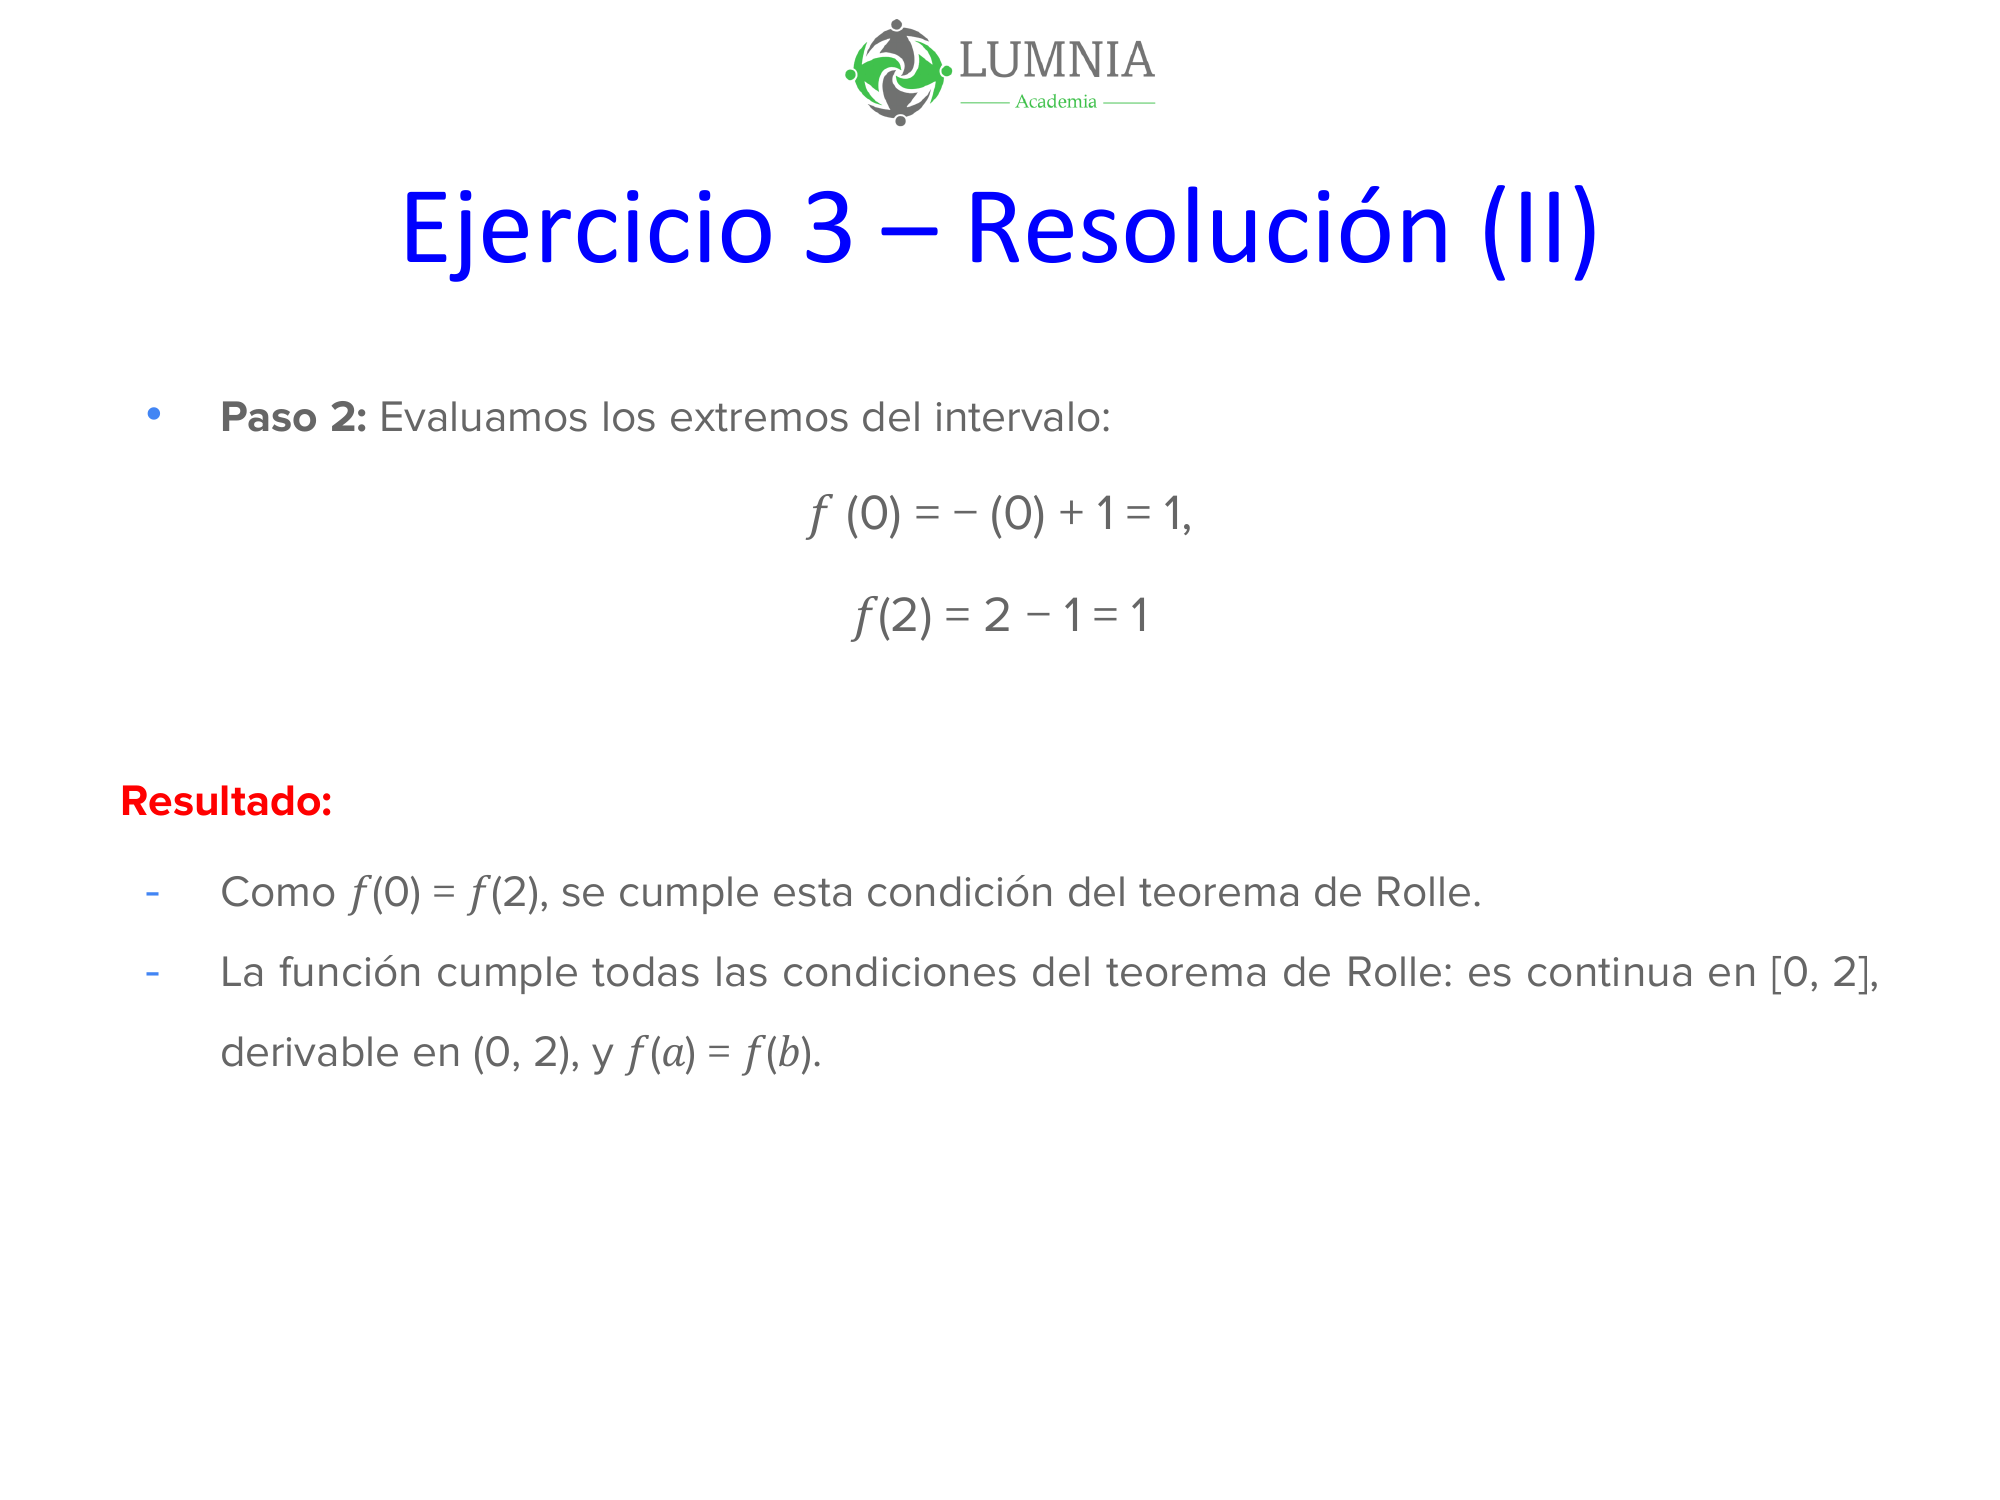 LUMNIA
Academia
Ejercicio 3 – Resolución (II)
• Paso 2: Evaluamos los extremos del intervalo:
f (0) = − (0) + 1 = 1,
f(2) = 2 − 1 = 1
Resultado:
- Como f(0) = f(2), se cumple esta condición del teorema de Rolle.
- La función cumple todas las condiciones del teorema de Rolle: es continua en [0, 2],
derivable en (0, 2), y f(a) = f(b).